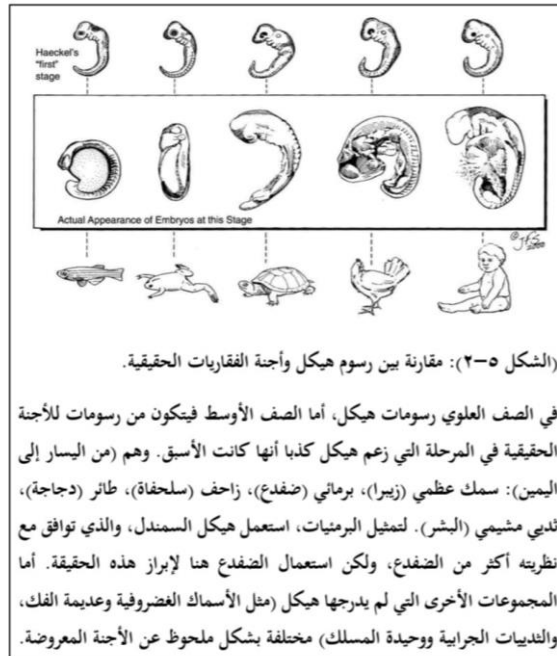 Haeckel's
"first"
stage
Actual Appearance of Embryos at this Stage
©JFS
2000
(الشكل ٥-٢): مقارنة بين رسوم هيكل وأجنة الفقاريات الحقيقية.
في الصف العلوي رسومات هيكل، أما الصف الأوسط فيتكون من رسومات للأجنة
الحقيقية في المرحلة التي زعم هيكل كذبا أنها كانت الأسبق. وهم (من اليسار إلى
اليمين): سمك عظمي (زيبرا)، برمائي (ضفدع)، زاحف (سلحفاة)، طائر (دجاجة)،
ثديي مشيمي (البشر). لتمثيل البرمئيات، استعمل هيكل السمندل، والذي توافق مع
نظريته أكثر من الضفدع، ولكن استعمال الضفدع هنا لإبراز هذه الحقيقة. أما
المجموعات الأخرى التي لم يدرجها هيكل (مثل الأسماك الغضروفية وعديمة الفك،
والثدييات الجرابية ووحيدة المسلك) مختلفة بشكل ملحوظ عن الأجنة المعروضة.